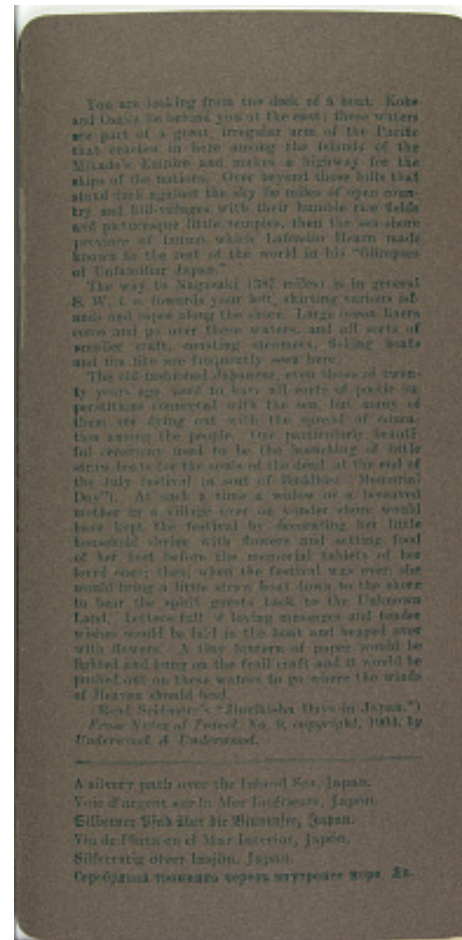 You are looking from the deck of a boat. Kobe
and Osaka lie behind you at the east; these waters
are part of a great, irregular arm of the Pacific
that reaches in here among the islands of the
Mikado's Empire and makes a highway for the
ships of the nations. Over beyond those hills that
stand dark against the sky lie miles of open coun-
try and hill-villages with their humble rice fields
and picturesque little temples, then the sea-shore
province of Izumo which Lafcadio Hearn made
known to the rest of the world in his "Glimpses
of Unfamiliar Japan."
The way to Nagasaki (387 miles) is in general
S. W. i. e. towards your left, skirting various isl-
ands and capes along the shore. Large ocean liners
come and go over these waters, and all sorts of
smaller craft, coasting steamers, fishing boats
and the like are frequently seen here.
The old-fashioned Japanese, even those of twen-
ty years ago, used to have all sorts of poetic su-
perstitions connected with the sea, but many of
them are dying out with the spread of educa-
tion among the people. One particularly beauti-
ful ceremony used to be the launching of little
straw boats for the souls of the dead at the end of
the July festival (a sort of Buddhist "Memorial
Day"). At such a time a widow or a bereaved
mother in a village over on yonder shore would
have kept the festival by decorating her little
household shrine with flowers and setting food
of her best before the memorial tablets of her
loved one; then, when the festival was over, she
would bring a little straw boat down to the shore
to bear the spirit guests back to the Unknown
Land. Letters full of loving messages and tender
wishes would be laid in the boat and heaped over
with flowers. A tiny lantern of paper would be
lighted and hung on the frail craft and it would be
pushed out on these waters to go where the winds
of Heaven should bend.
(Read Scidmore's "Jinrikisha Days in Japan.")
From Notes of Travel, No. 9, copyright, 1904, by
Underwood & Underwood.
A silvery path over the Inland Sea, Japan.
Voie d'argent sur la Mer Intérieure, Japon.
Silberner Pfad über die Binnensee, Japan.
Via de Plata en el Mar Interior, Japón.
Silfverstig öfver Insjön, Japan.
Серебряная тропинка черезъ внутреннее море, Яп.